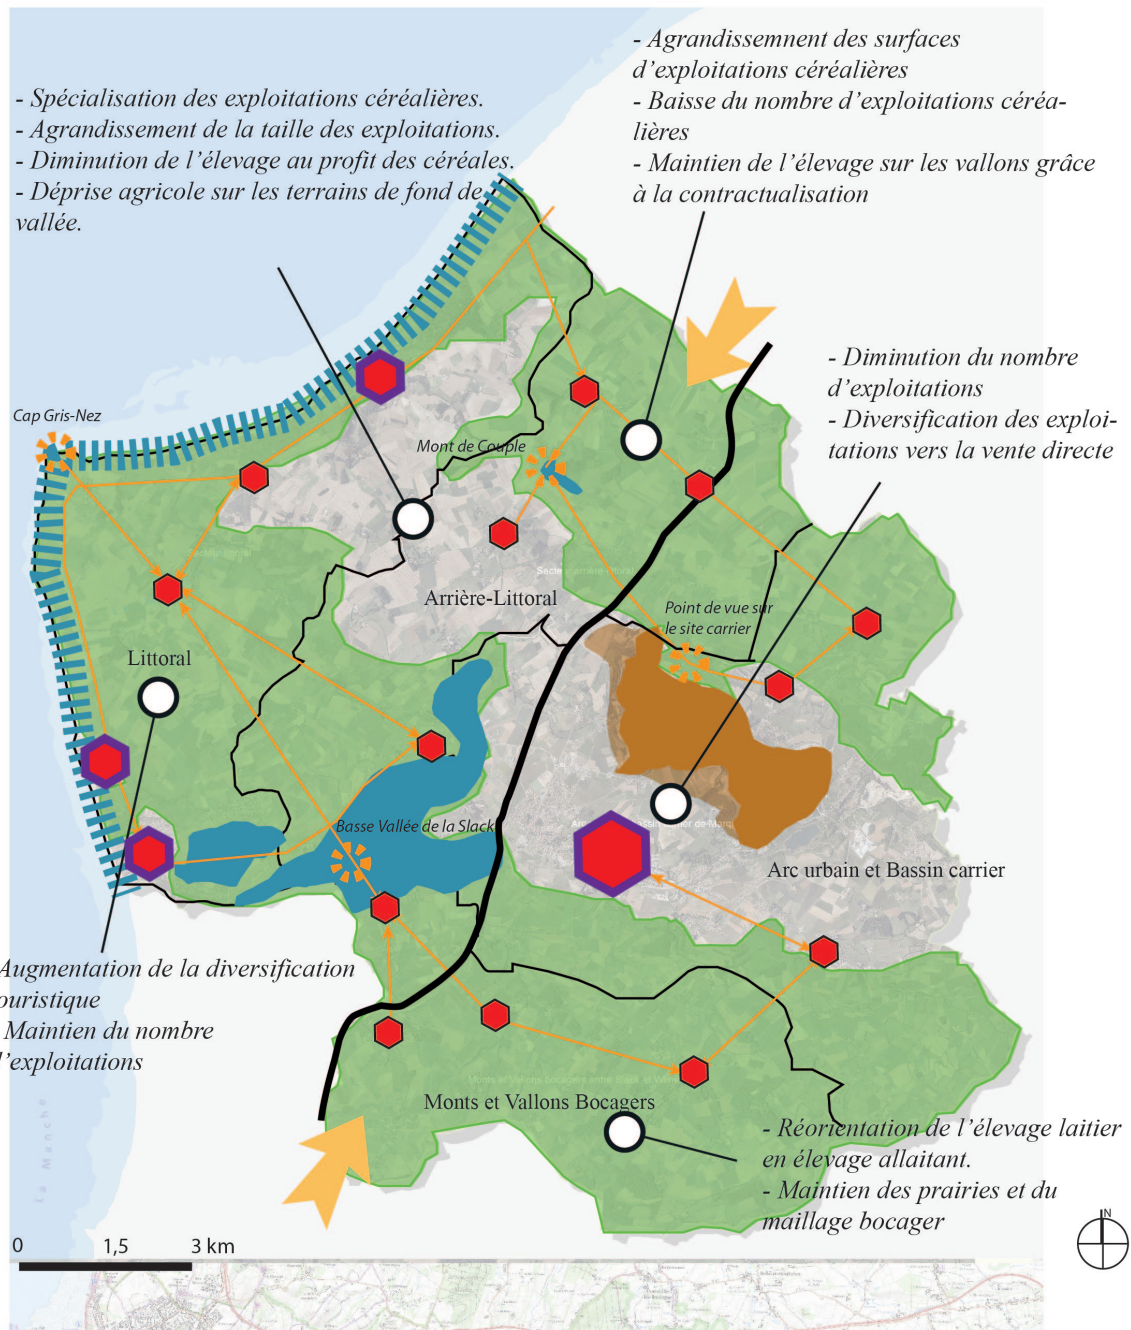 - Agrandissemnent des surfaces
d’exploitations céréalières
- Baisse du nombre d’exploitations céréa-
lières
- Maintien de l’élevage sur les vallons grâce
à la contractualisation
- Spécialisation des exploitations céréalières.
- Agrandissement de la taille des exploitations.
- Diminution de l’élevage au profit des céréales.
- Déprise agricole sur les terrains de fond de
vallée.
- Diminution du nombre
d’exploitations
- Diversification des exploi-
tations vers la vente directe
Cap Gris-Nez
Mont de Couple
Arrière-Littoral
Point de vue sur
le site carrier
Littoral
Basse Vallée de la Slack
Arc urbain et Bassin carrier
Augmentation de la diversification
ouristique
Maintien du nombre
l’exploitations
Monts et Vallons Bocagers
- Réorientation de l’élevage laitier
en élevage allaitant.
- Maintien des prairies et du
maillage bocager
La Manche
N
0 1,5 3 km